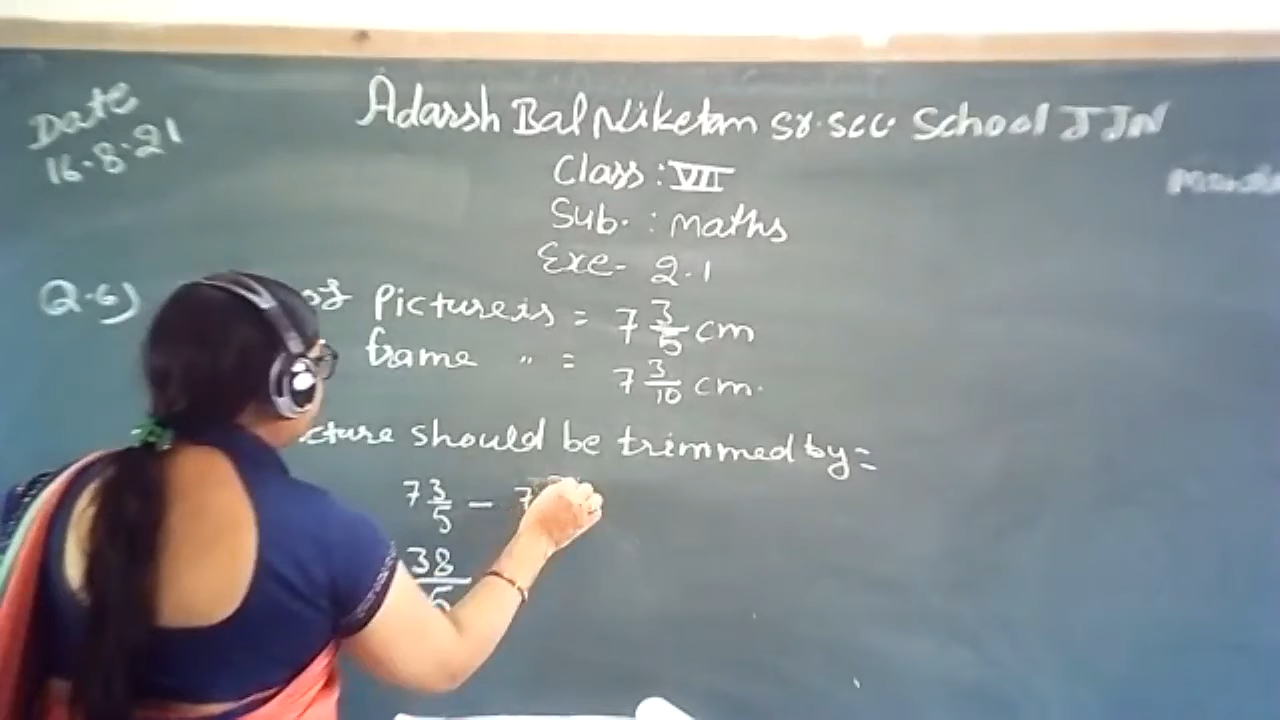 Date
16.8.21
Adarsh Bal Niketan Sr. Sec. School JJN
Class : VII
Sub. : maths
Exe- 2.1
Q.6) of Picture is = 7 3/5 cm
frame " = 7 3/10 cm.
should be trimmed by =
7 3/5 - 7
38/5